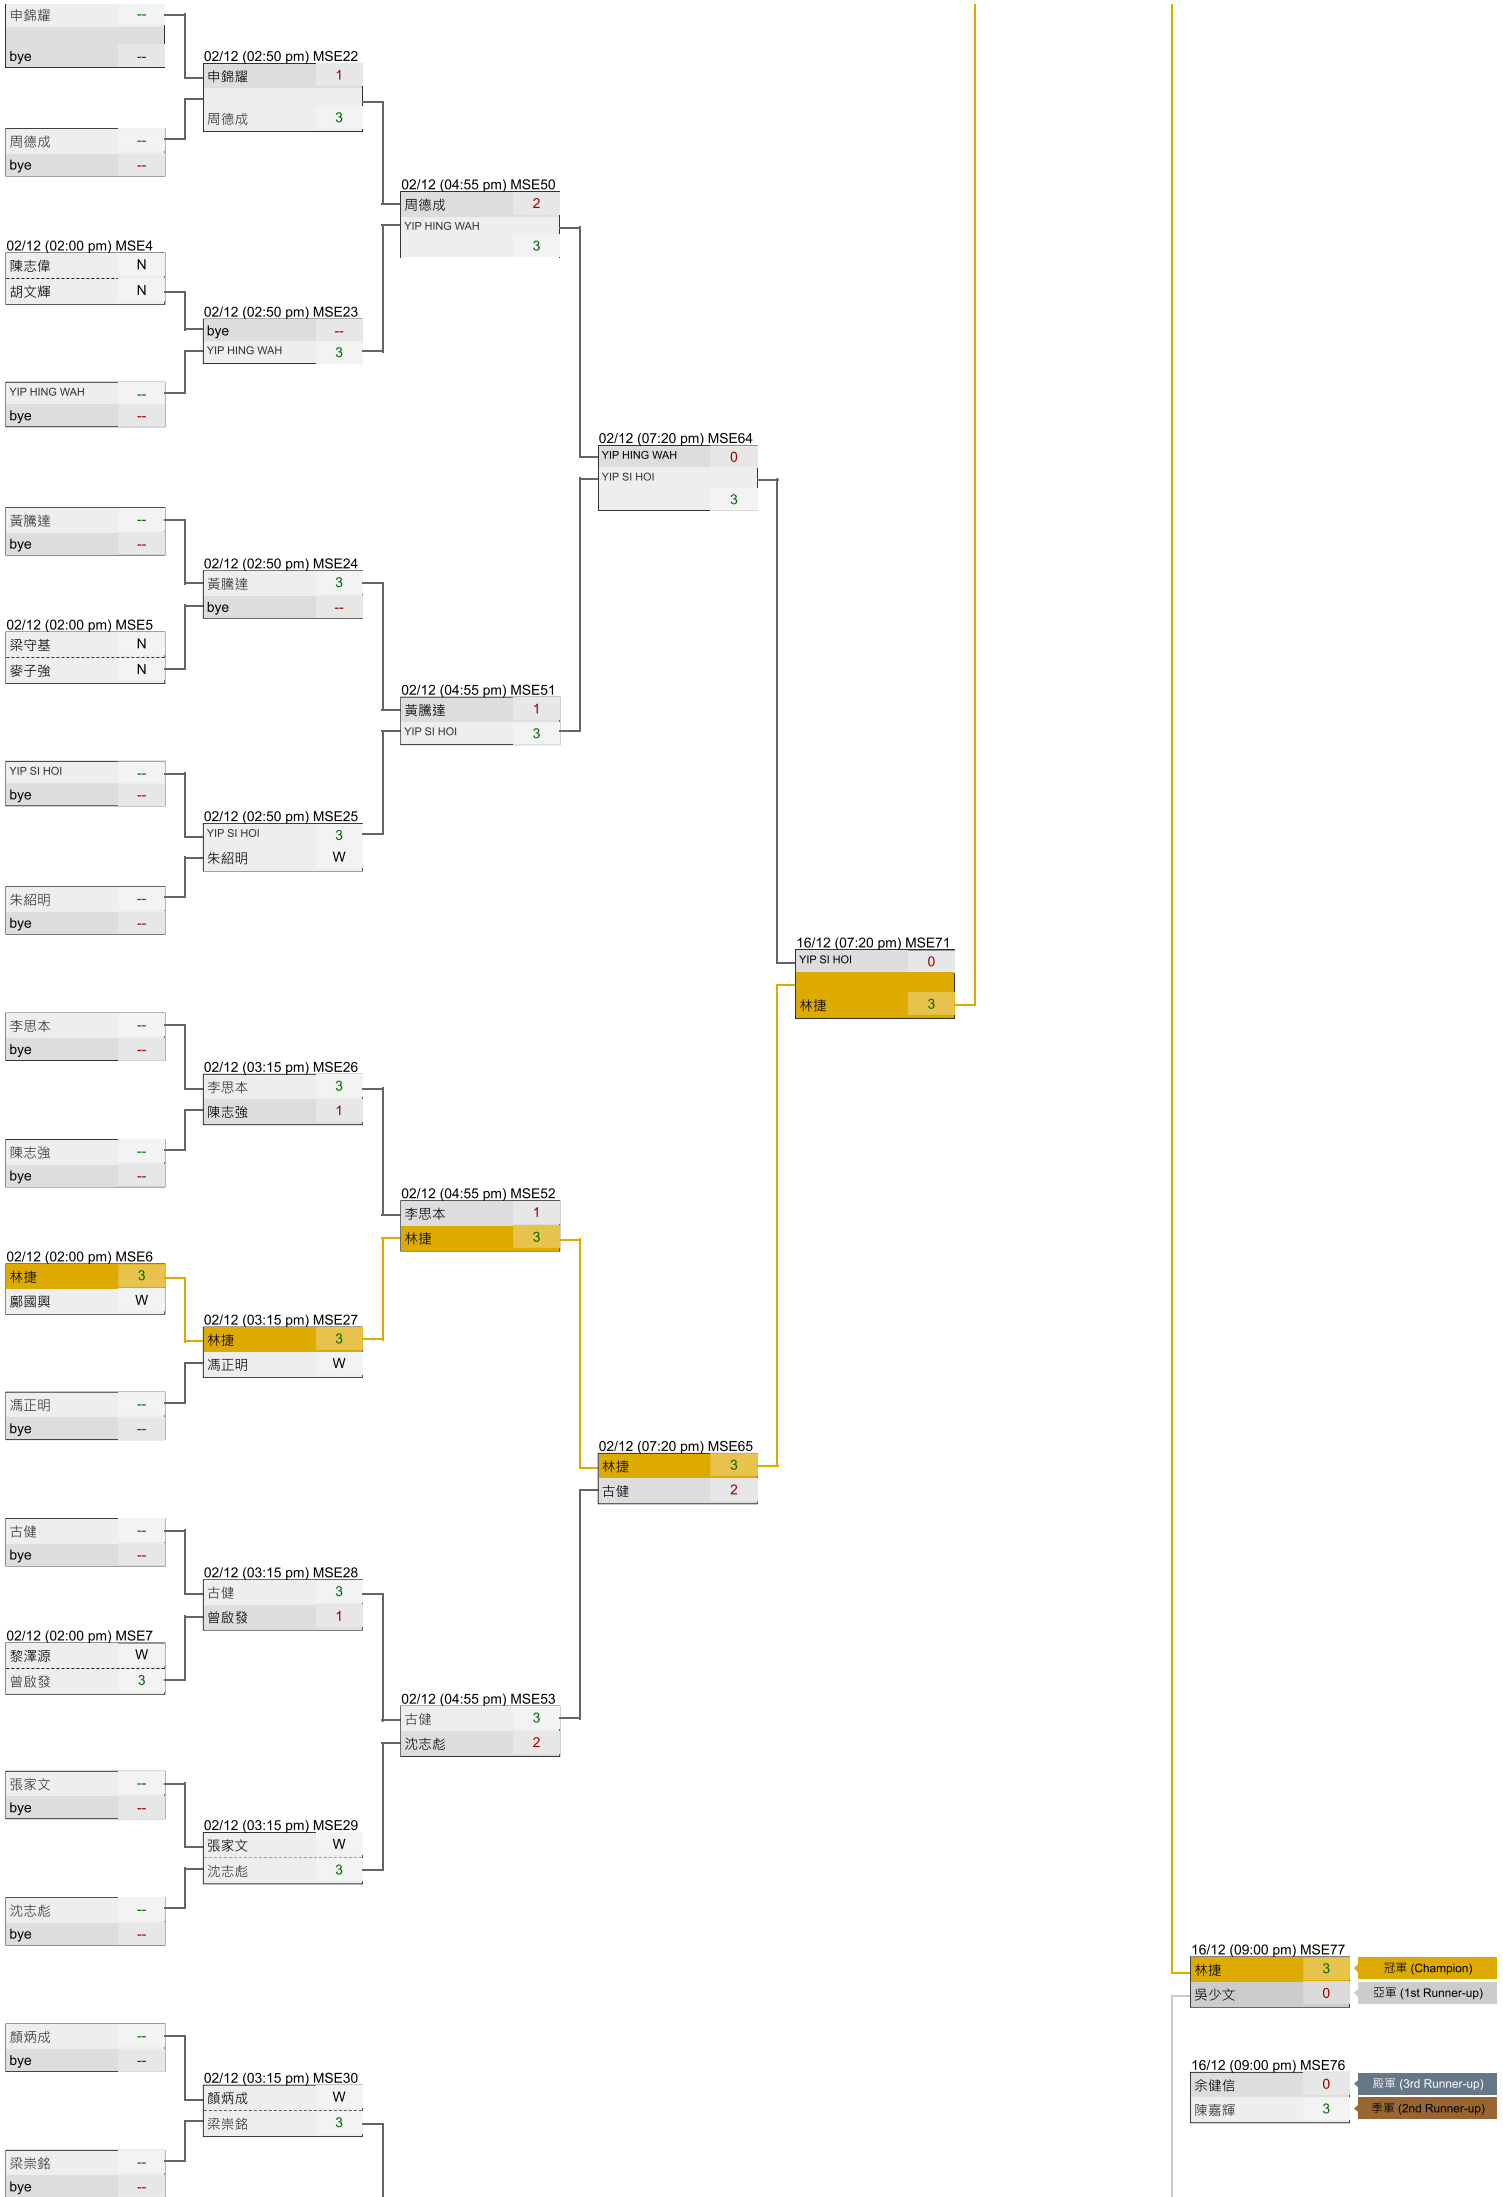 申錦耀 --
bye --
周德成 --
bye --
02/12 (02:00 pm) MSE4
陳志偉 N
胡文輝 N
YIP HING WAH --
bye --
黃騰達 --
bye --
02/12 (02:00 pm) MSE5
梁守基 N
麥子強 N
YIP SI HOI --
bye --
朱紹明 --
bye --
李思本 --
bye --
陳志強 --
bye --
02/12 (02:00 pm) MSE6
林捷 3
鄺國興 W
馮正明 --
bye --
古健 --
bye --
02/12 (02:00 pm) MSE7
黎澤源 W
曾啟發 3
張家文 --
bye --
沈志彪 --
bye --
顏炳成 --
bye --
梁崇銘 --
bye --
02/12 (02:50 pm) MSE22
申錦耀 1
周德成 3
02/12 (02:50 pm) MSE23
bye --
YIP HING WAH 3
02/12 (02:50 pm) MSE24
黃騰達 3
bye --
02/12 (02:50 pm) MSE25
YIP SI HOI 3
朱紹明 W
02/12 (03:15 pm) MSE26
李思本 3
陳志強 1
02/12 (03:15 pm) MSE27
林捷 3
馮正明 W
02/12 (03:15 pm) MSE28
古健 3
曾啟發 1
02/12 (03:15 pm) MSE29
張家文 W
沈志彪 3
02/12 (03:15 pm) MSE30
顏炳成 W
梁崇銘 3
02/12 (04:55 pm) MSE50
周德成 2
YIP HING WAH
3
02/12 (04:55 pm) MSE51
黃騰達 1
YIP SI HOI 3
02/12 (04:55 pm) MSE52
李思本 1
林捷 3
02/12 (04:55 pm) MSE53
古健 3
沈志彪 2
02/12 (07:20 pm) MSE64
YIP HING WAH 0
YIP SI HOI
3
02/12 (07:20 pm) MSE65
林捷 3
古健 2
16/12 (07:20 pm) MSE71
YIP SI HOI 0
林捷 3
16/12 (09:00 pm) MSE77
林捷 3 冠軍 (Champion)
吳少文 0 亞軍 (1st Runner-up)
16/12 (09:00 pm) MSE76
余健信 0 殿軍 (3rd Runner-up)
陳嘉輝 3 季軍 (2nd Runner-up)